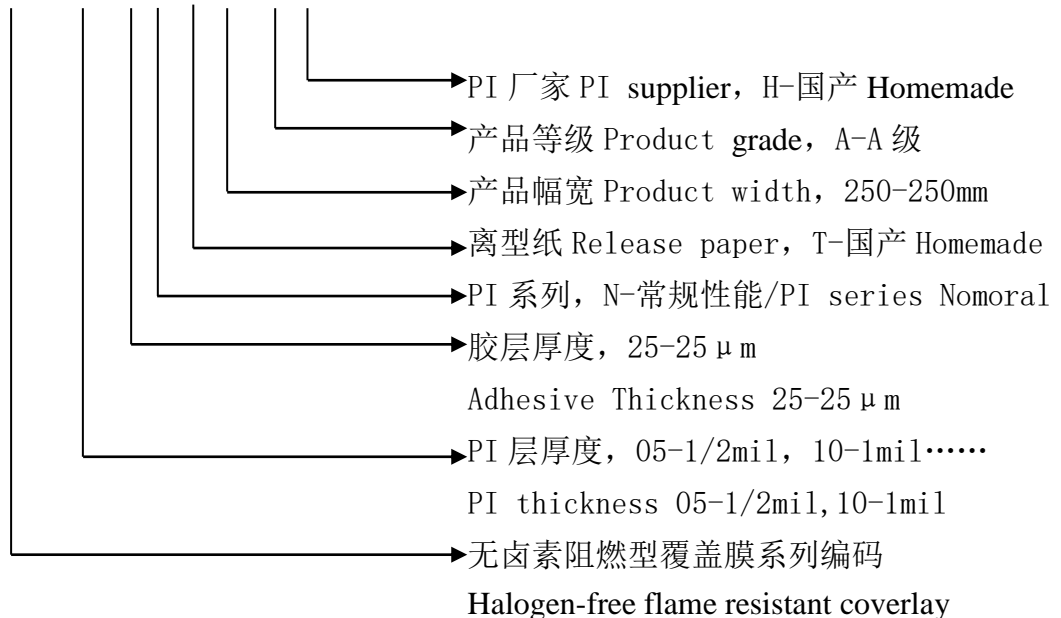 PI 厂家 PI supplier，H-国产 Homemade
产品等级 Product grade，A-A 级
产品幅宽 Product width，250-250mm
离型纸 Release paper，T-国产 Homemade
PI 系列，N-常规性能/PI series Nomoral
胶层厚度，25-25μm
Adhesive Thickness 25-25μm
PI 层厚度，05-1/2mil，10-1mil……
PI thickness 05-1/2mil,10-1mil
无卤素阻燃型覆盖膜系列编码
Halogen-free flame resistant coverlay